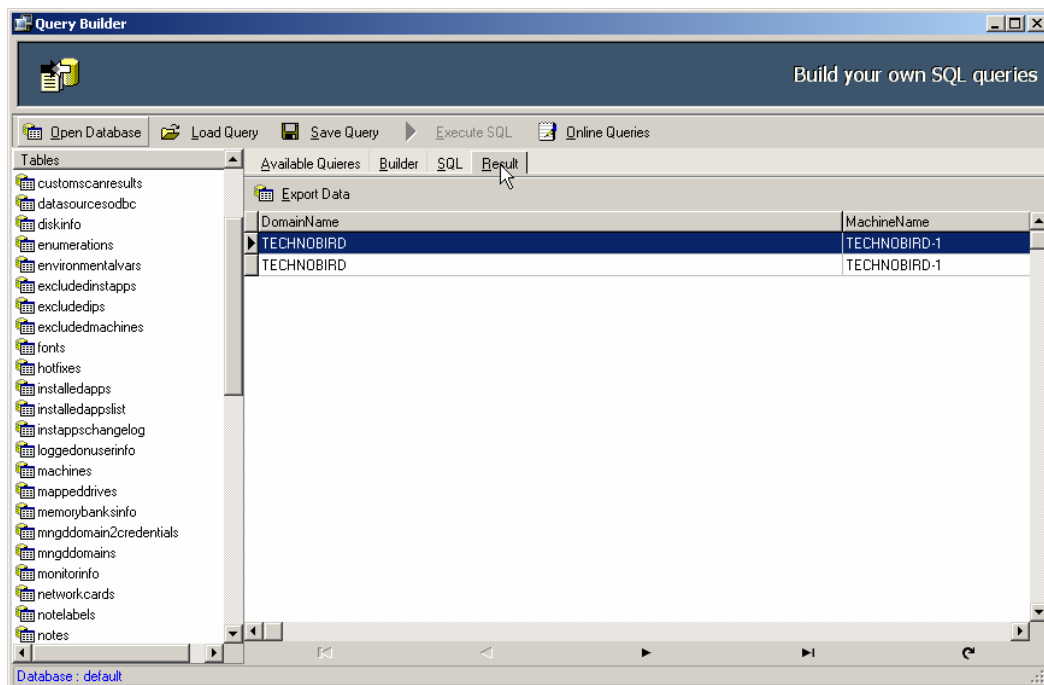 Query Builder
Build your own SQL queries
Open Database Load Query Save Query Execute SQL Online Queries
Tables
customscanresults
datasourcesodbc
diskinfo
enumerations
environmentalvars
excludedinstapps
excludedips
excludedmachines
fonts
hotfixes
installedapps
installedappslist
instappschangelog
loggedonuserinfo
machines
mappeddrives
memorybanksinfo
mngddomain2credentials
mngddomains
monitorinfo
networkcards
notelabels
notes
Available Quieres Builder SQL Result
Export Data
DomainName MachineName
TECHNOBIRD TECHNOBIRD-1
TECHNOBIRD TECHNOBIRD-1
Database : default